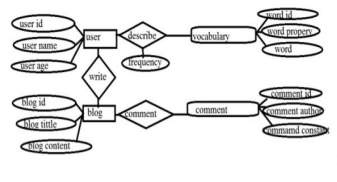 user id
user name
user age
user
describe
frequency
vocabulary
word id
word propery
word
write
blog id
blog tittle
blog content
blog
comment
comment
comment id
comment author
command constant